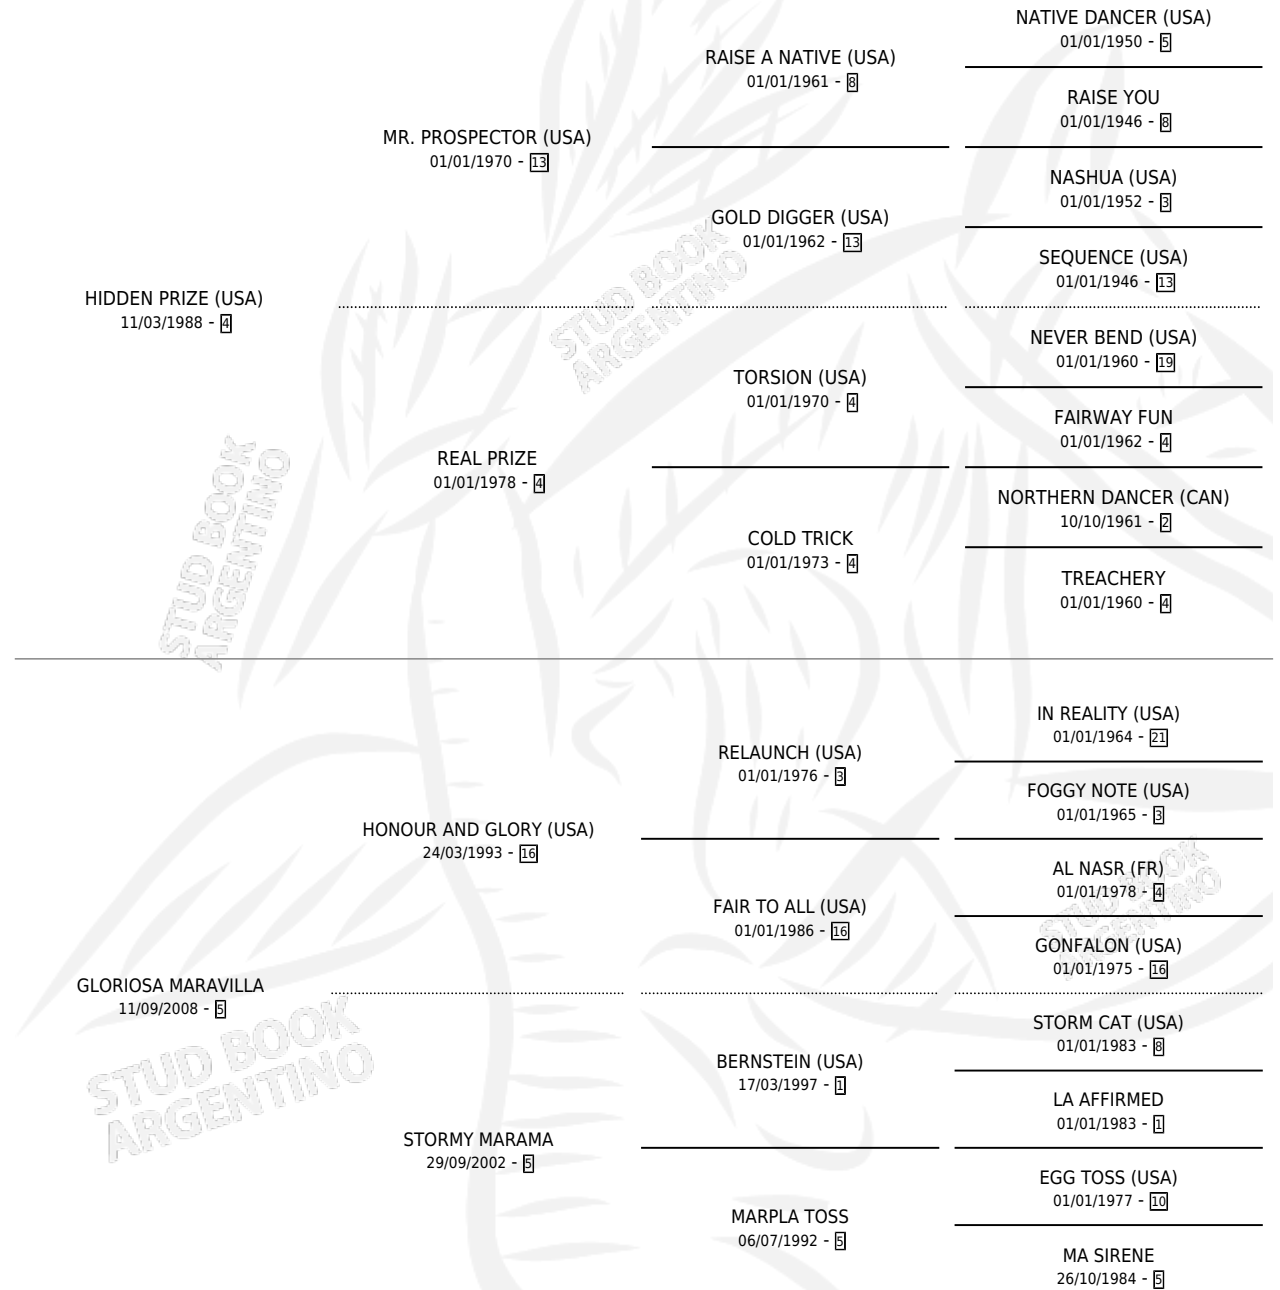 NATIVE DANCER (USA)
01/01/1950 - 5
RAISE A NATIVE (USA)
01/01/1961 - 8
RAISE YOU
01/01/1946 - 8
MR. PROSPECTOR (USA)
01/01/1970 - 13
NASHUA (USA)
01/01/1952 - 3
GOLD DIGGER (USA)
01/01/1962 - 13
SEQUENCE (USA)
01/01/1946 - 13
HIDDEN PRIZE (USA)
11/03/1988 - 4
NEVER BEND (USA)
01/01/1960 - 19
TORSION (USA)
01/01/1970 - 4
FAIRWAY FUN
01/01/1962 - 4
REAL PRIZE
01/01/1978 - 4
NORTHERN DANCER (CAN)
10/10/1961 - 2
COLD TRICK
01/01/1973 - 4
TREACHERY
01/01/1960 - 4
IN REALITY (USA)
01/01/1964 - 21
RELAUNCH (USA)
01/01/1976 - 3
FOGGY NOTE (USA)
01/01/1965 - 3
HONOUR AND GLORY (USA)
24/03/1993 - 16
AL NASR (FR)
01/01/1978 - 4
FAIR TO ALL (USA)
01/01/1986 - 16
GONFALON (USA)
01/01/1975 - 16
GLORIOSA MARAVILLA
11/09/2008 - 5
STORM CAT (USA)
01/01/1983 - 8
BERNSTEIN (USA)
17/03/1997 - 1
LA AFFIRMED
01/01/1983 - 1
STORMY MARAMA
29/09/2002 - 5
EGG TOSS (USA)
01/01/1977 - 10
MARPLA TOSS
06/07/1992 - 5
MA SIRENE
26/10/1984 - 5
STUD BOOK
ARGENTINO
STUD BOOK
ARGENTINO
STUD BOOK
ARGENTINO
STUD BOOK
ARGENTINO